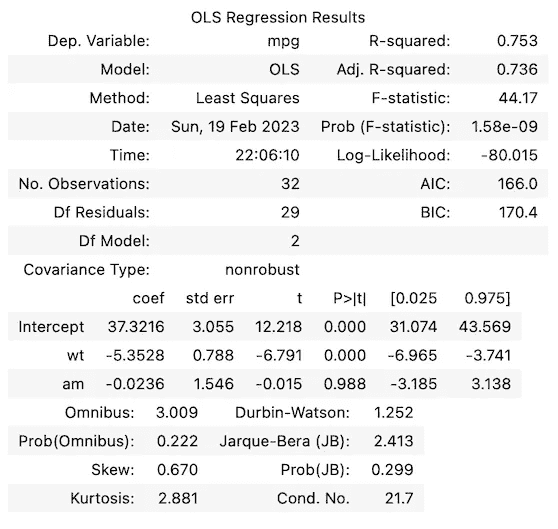 OLS Regression Results
Dep. Variable: mpg R-squared: 0.753
Model: OLS Adj. R-squared: 0.736
Method: Least Squares F-statistic: 44.17
Date: Sun, 19 Feb 2023 Prob (F-statistic): 1.58e-09
Time: 22:06:10 Log-Likelihood: -80.015
No. Observations: 32 AIC: 166.0
Df Residuals: 29 BIC: 170.4
Df Model: 2
Covariance Type: nonrobust
coef std err t P>|t| [0.025 0.975]
Intercept 37.3216 3.055 12.218 0.000 31.074 43.569
wt -5.3528 0.788 -6.791 0.000 -6.965 -3.741
am -0.0236 1.546 -0.015 0.988 -3.185 3.138
Omnibus: 3.009 Durbin-Watson: 1.252
Prob(Omnibus): 0.222 Jarque-Bera (JB): 2.413
Skew: 0.670 Prob(JB): 0.299
Kurtosis: 2.881 Cond. No. 21.7